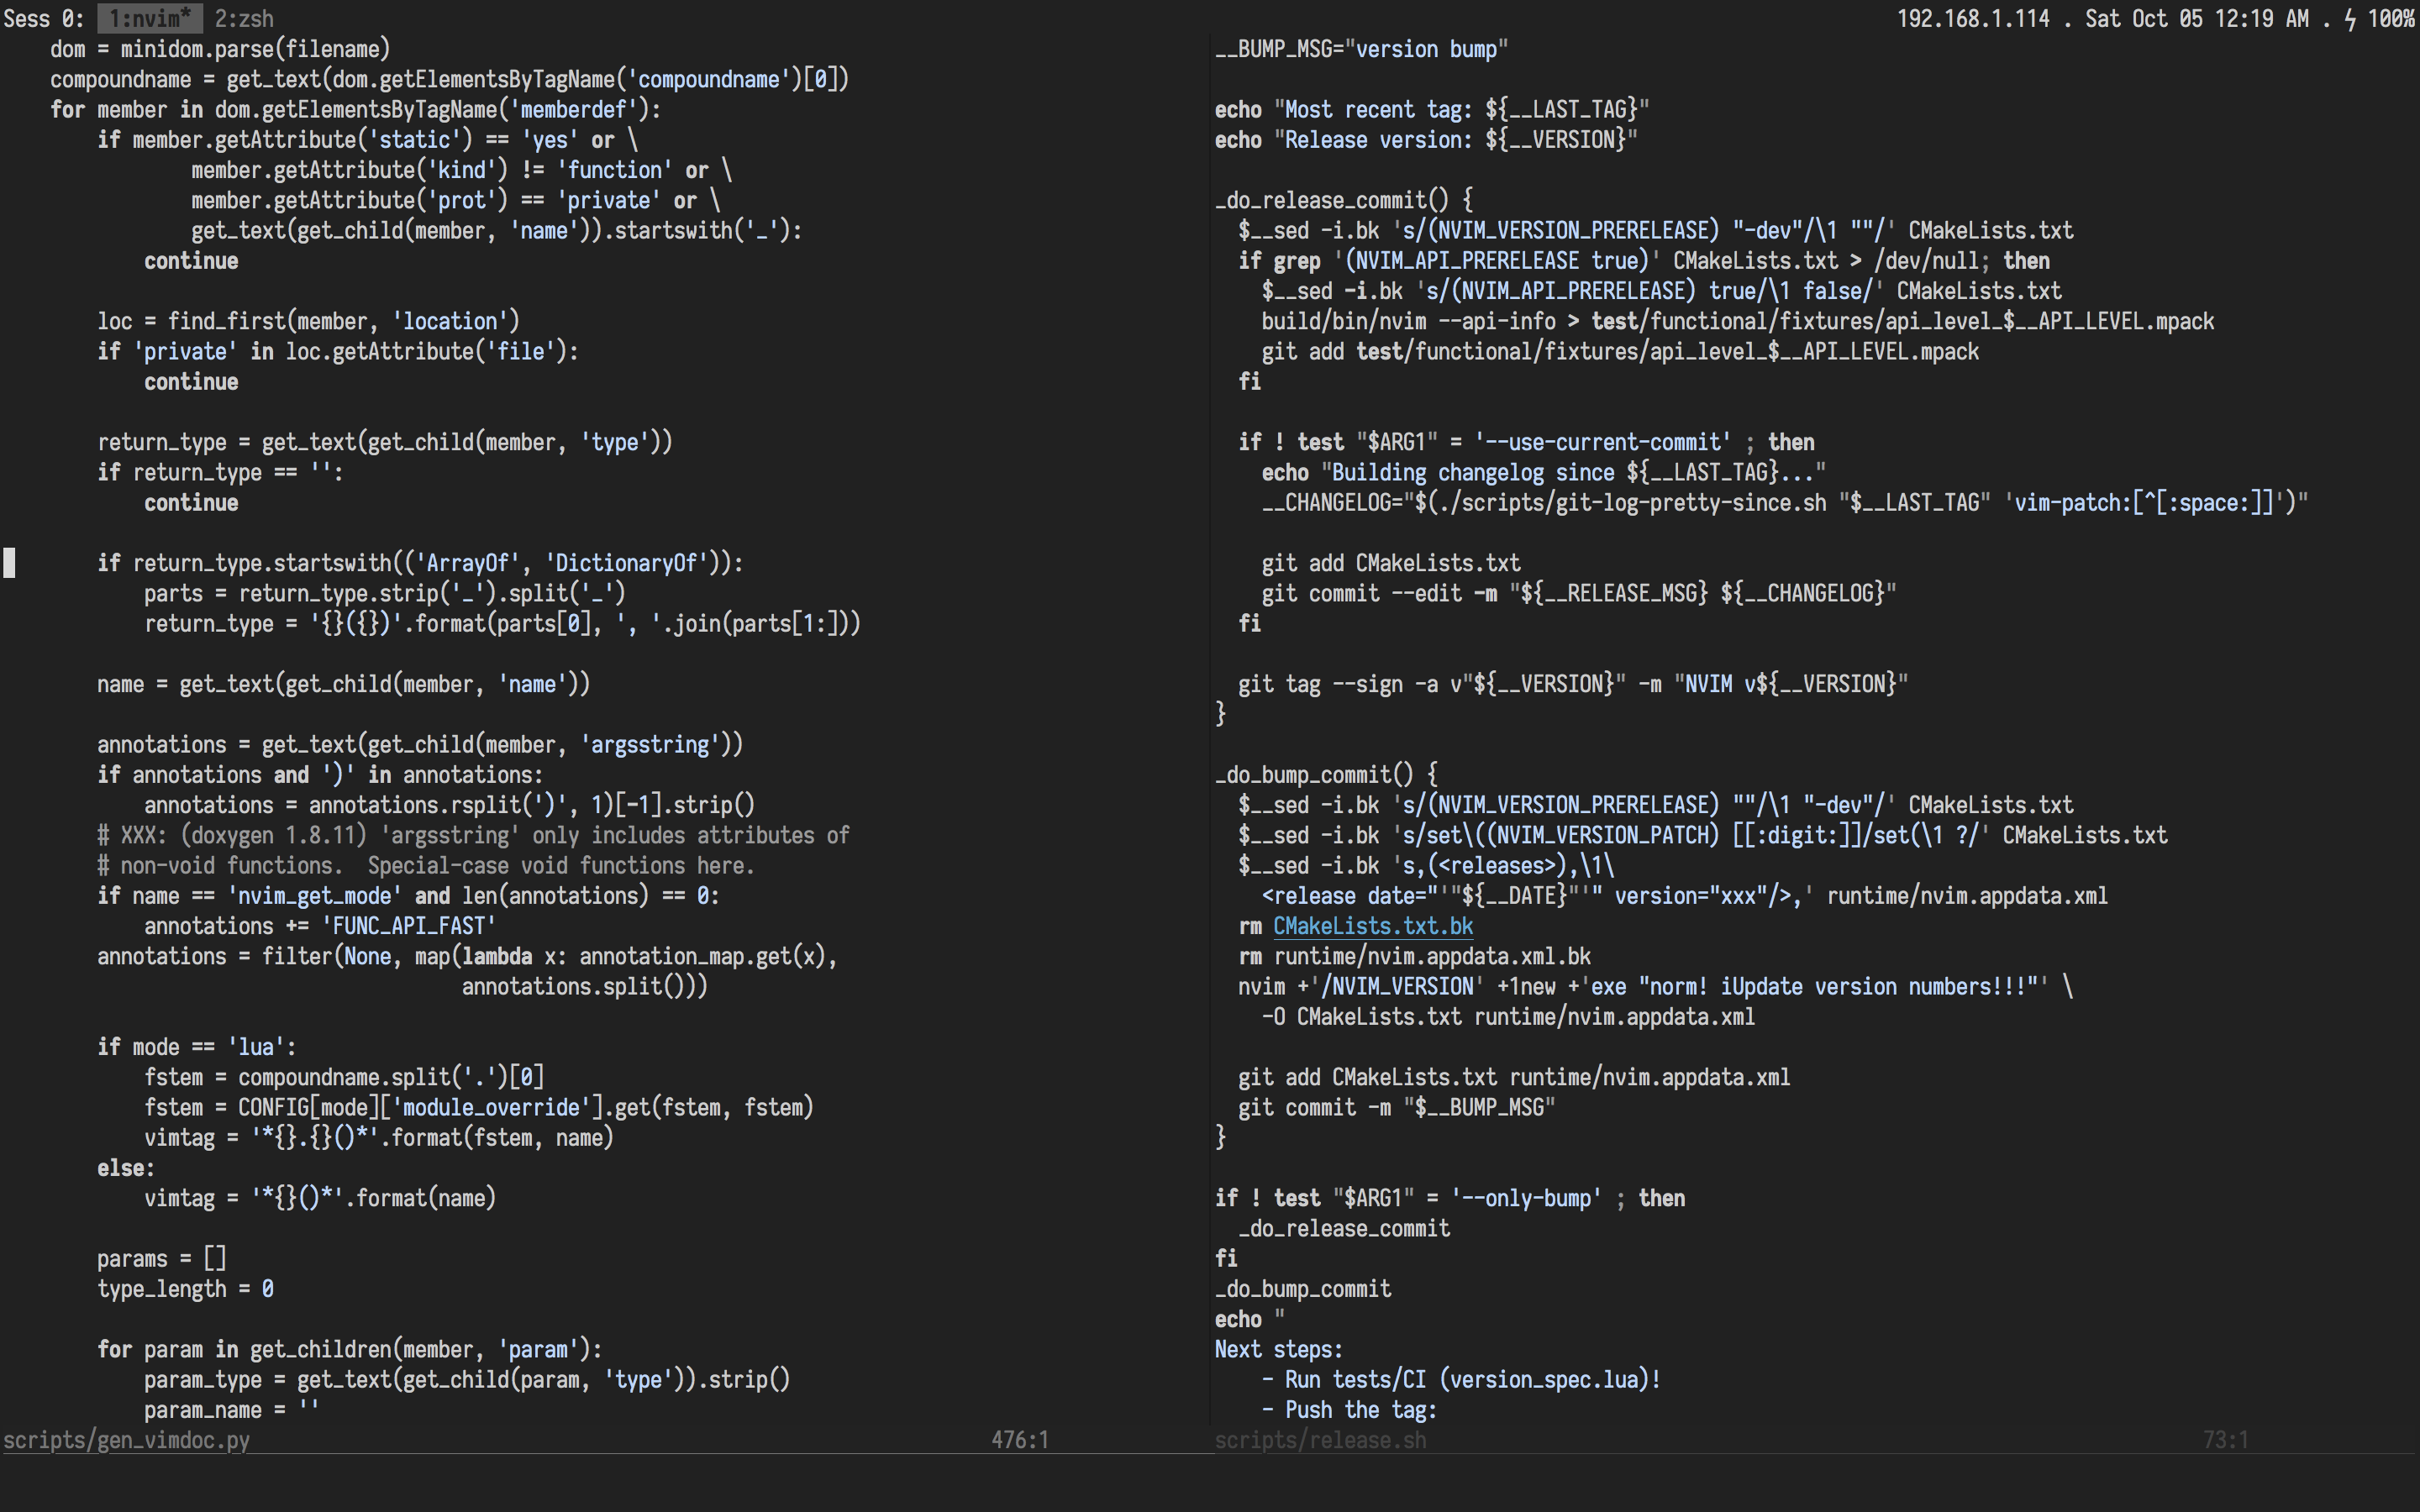 Sess 0:  1:nvim*  2:zsh
192.168.1.114 . Sat Oct 05 12:19 AM . ϟ 100%
    dom = minidom.parse(filename)
    compoundname = get_text(dom.getElementsByTagName('compoundname')[0])
    for member in dom.getElementsByTagName('memberdef'):
        if member.getAttribute('static') == 'yes' or \
                member.getAttribute('kind') != 'function' or \
                member.getAttribute('prot') == 'private' or \
                get_text(get_child(member, 'name')).startswith('_'):
            continue

        loc = find_first(member, 'location')
        if 'private' in loc.getAttribute('file'):
            continue

        return_type = get_text(get_child(member, 'type'))
        if return_type == '':
            continue

        if return_type.startswith(('ArrayOf', 'DictionaryOf')):
            parts = return_type.strip('_').split('_')
            return_type = '{}({})'.format(parts[0], ', '.join(parts[1:]))

        name = get_text(get_child(member, 'name'))

        annotations = get_text(get_child(member, 'argsstring'))
        if annotations and ')' in annotations:
            annotations = annotations.rsplit(')', 1)[-1].strip()
        # XXX: (doxygen 1.8.11) 'argsstring' only includes attributes of
        # non-void functions.  Special-case void functions here.
        if name == 'nvim_get_mode' and len(annotations) == 0:
            annotations += 'FUNC_API_FAST'
        annotations = filter(None, map(lambda x: annotation_map.get(x),
                                       annotations.split()))

        if mode == 'lua':
            fstem = compoundname.split('.')[0]
            fstem = CONFIG[mode]['module_override'].get(fstem, fstem)
            vimtag = '*{}.{}()*'.format(fstem, name)
        else:
            vimtag = '*{}()*'.format(name)

        params = []
        type_length = 0

        for param in get_children(member, 'param'):
            param_type = get_text(get_child(param, 'type')).strip()
            param_name = ''
scripts/gen_vimdoc.py 476:1
__BUMP_MSG="version bump"

echo "Most recent tag: ${__LAST_TAG}"
echo "Release version: ${__VERSION}"

_do_release_commit() {
  $__sed -i.bk 's/(NVIM_VERSION_PRERELEASE) "-dev"/\1 ""/' CMakeLists.txt
  if grep '(NVIM_API_PRERELEASE true)' CMakeLists.txt > /dev/null; then
    $__sed -i.bk 's/(NVIM_API_PRERELEASE) true/\1 false/' CMakeLists.txt
    build/bin/nvim --api-info > test/functional/fixtures/api_level_$__API_LEVEL.mpack
    git add test/functional/fixtures/api_level_$__API_LEVEL.mpack
  fi

  if ! test "$ARG1" = '--use-current-commit' ; then
    echo "Building changelog since ${__LAST_TAG}..."
    __CHANGELOG="$(./scripts/git-log-pretty-since.sh "$__LAST_TAG" 'vim-patch:[^[:space:]]')"

    git add CMakeLists.txt
    git commit --edit -m "${__RELEASE_MSG} ${__CHANGELOG}"
  fi

  git tag --sign -a v"${__VERSION}" -m "NVIM v${__VERSION}"
}

_do_bump_commit() {
  $__sed -i.bk 's/(NVIM_VERSION_PRERELEASE) ""/\1 "-dev"/' CMakeLists.txt
  $__sed -i.bk 's/set\((NVIM_VERSION_PATCH) [[:digit:]]/set(\1 ?/' CMakeLists.txt
  $__sed -i.bk 's,(<releases>),\1\
    <release date="'"${__DATE}"'" version="xxx"/>,' runtime/nvim.appdata.xml
  rm CMakeLists.txt.bk
  rm runtime/nvim.appdata.xml.bk
  nvim +'/NVIM_VERSION' +1new +'exe "norm! iUpdate version numbers!!!"' \
    -O CMakeLists.txt runtime/nvim.appdata.xml

  git add CMakeLists.txt runtime/nvim.appdata.xml
  git commit -m "$__BUMP_MSG"
}

if ! test "$ARG1" = '--only-bump' ; then
  _do_release_commit
fi
_do_bump_commit
echo "
Next steps:
    - Run tests/CI (version_spec.lua)!
    - Push the tag:
scripts/release.sh 73:1